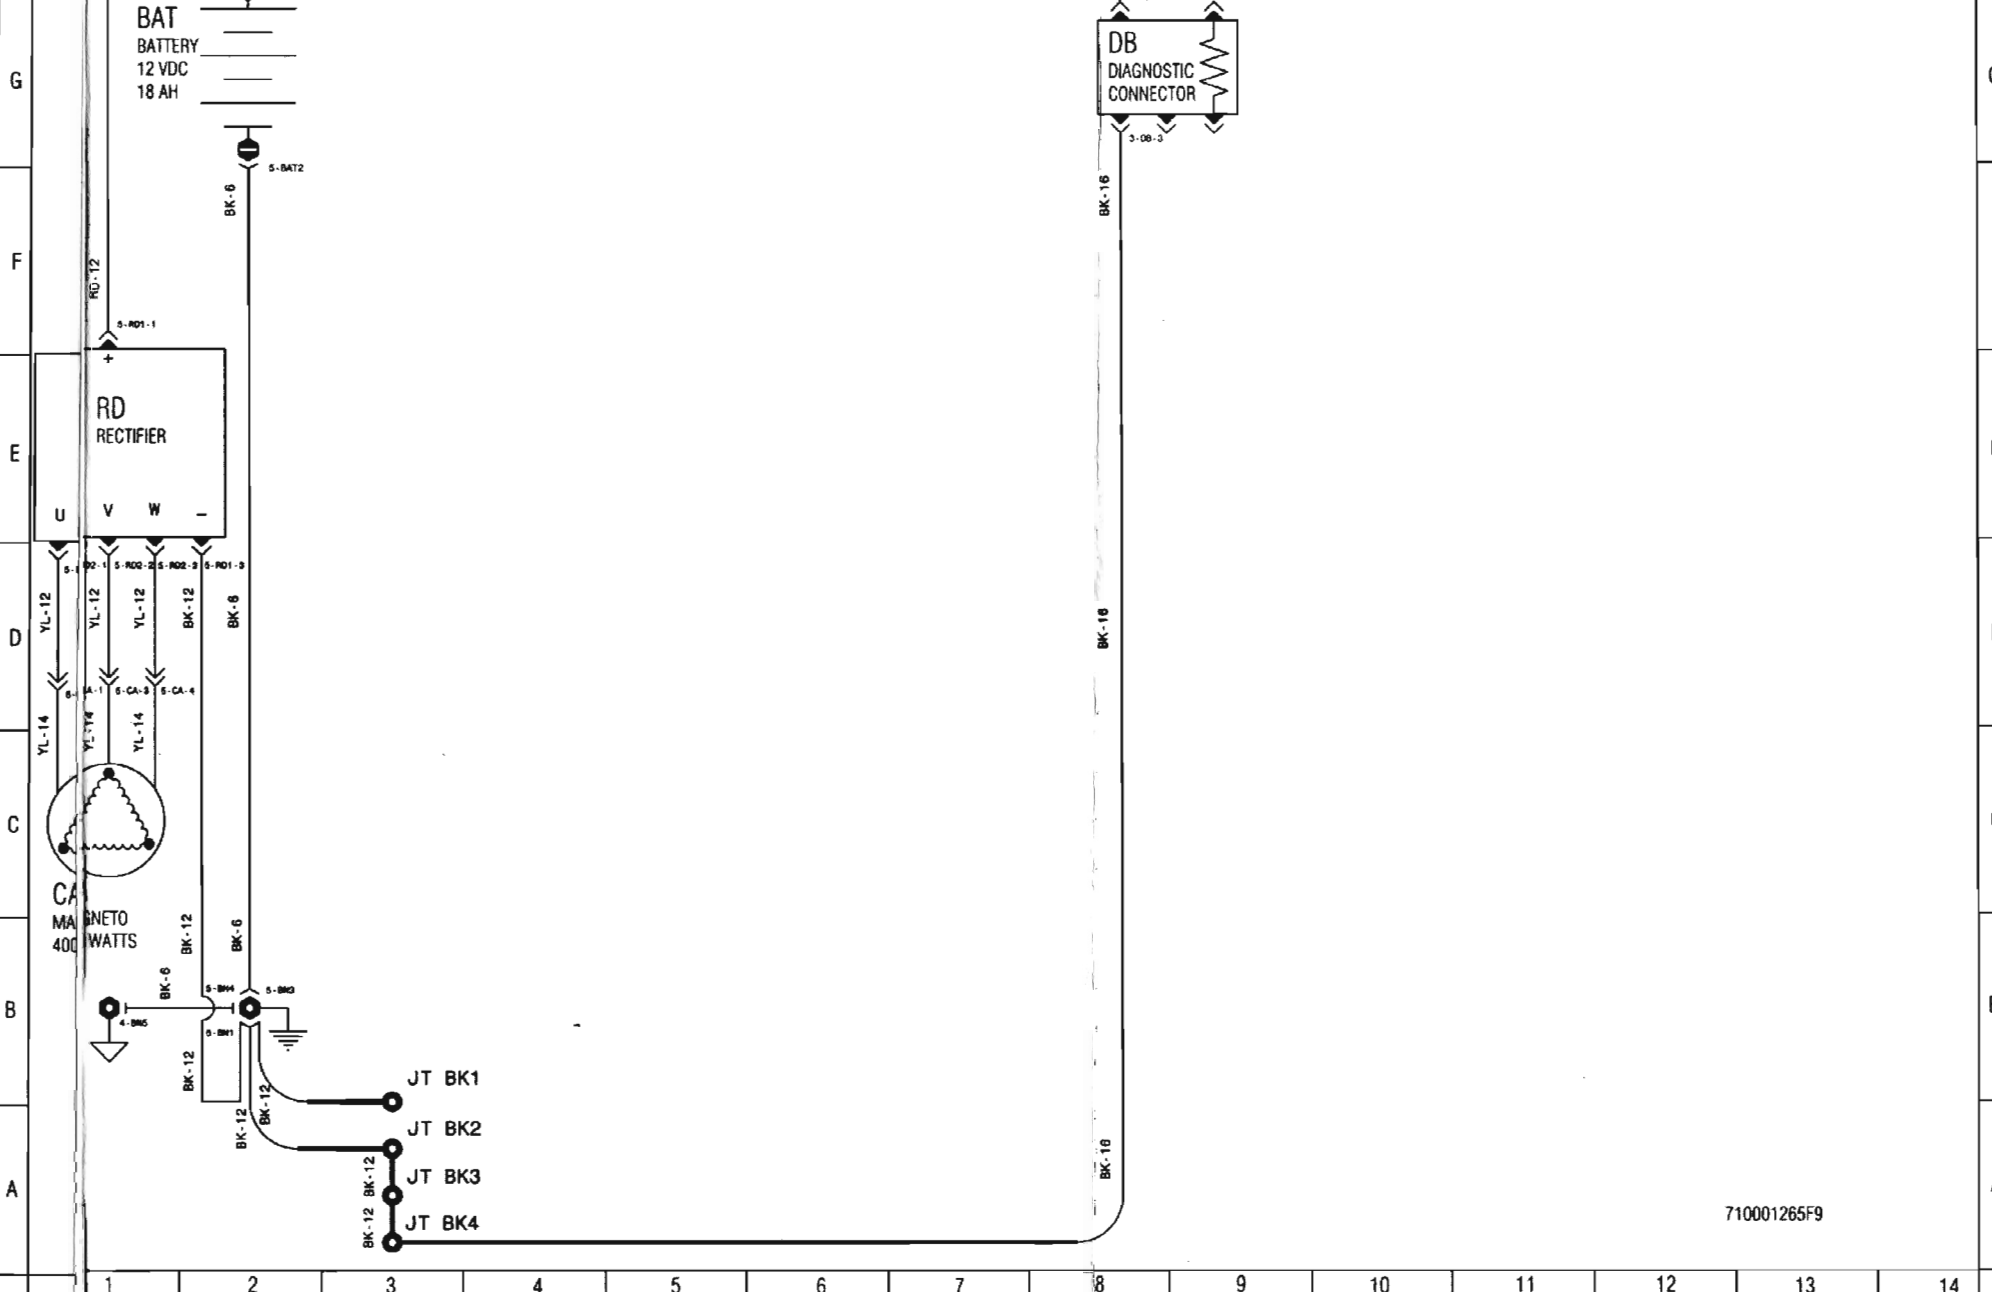 BAT
BATTERY
12 VDC
18 AH
DB
DIAGNOSTIC
CONNECTOR
G
3-DB-3
5-BAT2
BK-6
BK-16
F
RD-12
5-RD1-1
+
RD
RECTIFIER
E
U V W −
5-RD2-2
5-RD1-3
YL-12
YL-12
YL-12
BK-12
BK-6
BK-16
D
5-CA-3
5-CA-4
YL-14
YL-14
YL-14
C
CA
MAGNETO
400 WATTS
BK-12
BK-6
BK-6
5-BN4
5-BN3
B
4-BN5
5-BN1
BK-12
BK-12
BK-12
JT BK1
JT BK2
BK-12
JT BK3
BK-16
A
BK-12
JT BK4
710001265F9
1 2 3 4 5 6 7 8 9 10 11 12 13 14